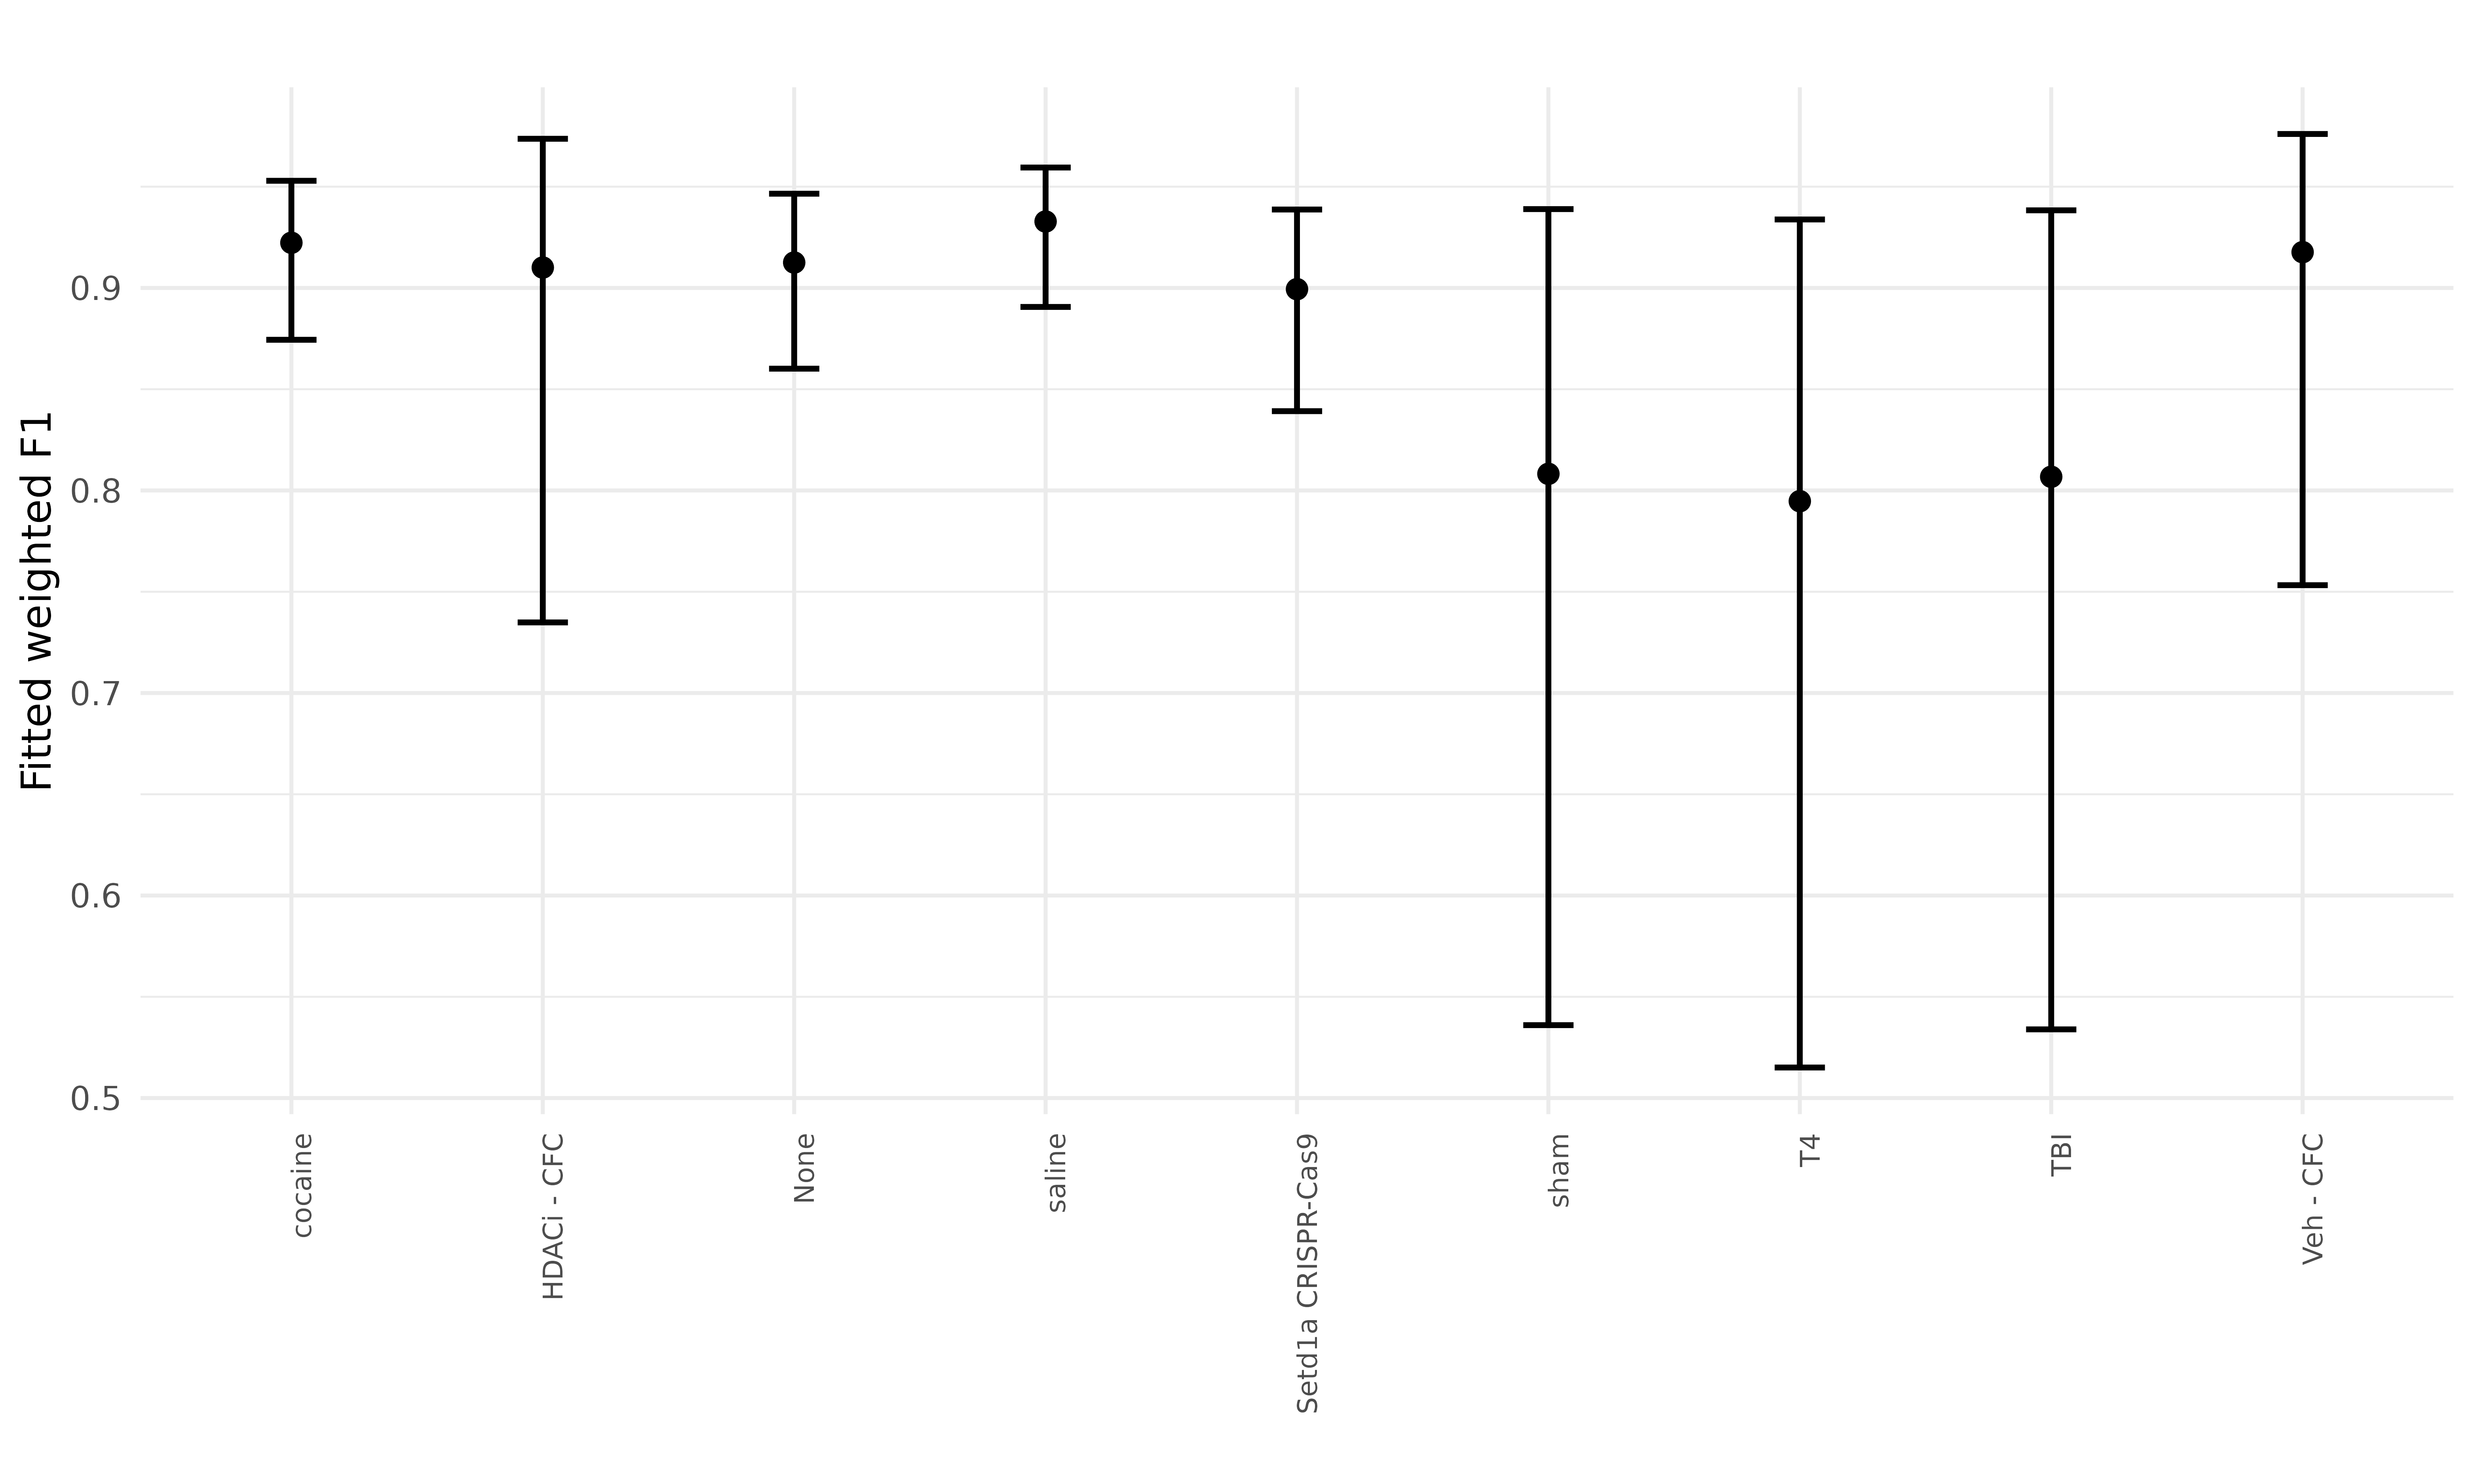 Fitted weighted F1
0.9
0.8
0.7
0.6
0.5
cocaine
HDACi - CFC
None
saline
Setd1a CRISPR-Cas9
sham
T4
TBI
Veh - CFC